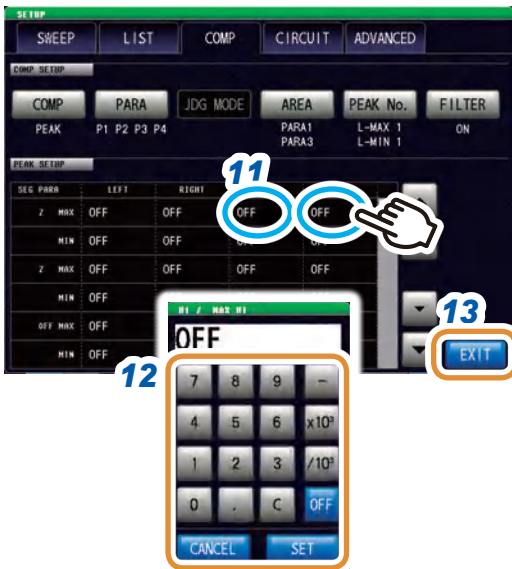 SETUP
SWEEP LIST COMP CIRCUIT ADVANCED
COMP SETUP
COMP PARA JDG MODE AREA PEAK No. FILTER
PEAK P1 P2 P3 P4 PARA1 L-MAX 1 ON
PARA3 L-MIN 1
PEAK SETUP
11
SEG PARA LEFT RIGHT
Z MAX OFF OFF OFF OFF
MIN OFF OFF
Z MAX OFF OFF OFF OFF
MIN OFF
OFF MAX OFF
MIN OFF
13
EXIT
12
H1 Z MAX H1
OFF
7 8 9 -
4 5 6 x10³
1 2 3 /10³
0 . C OFF
CANCEL SET